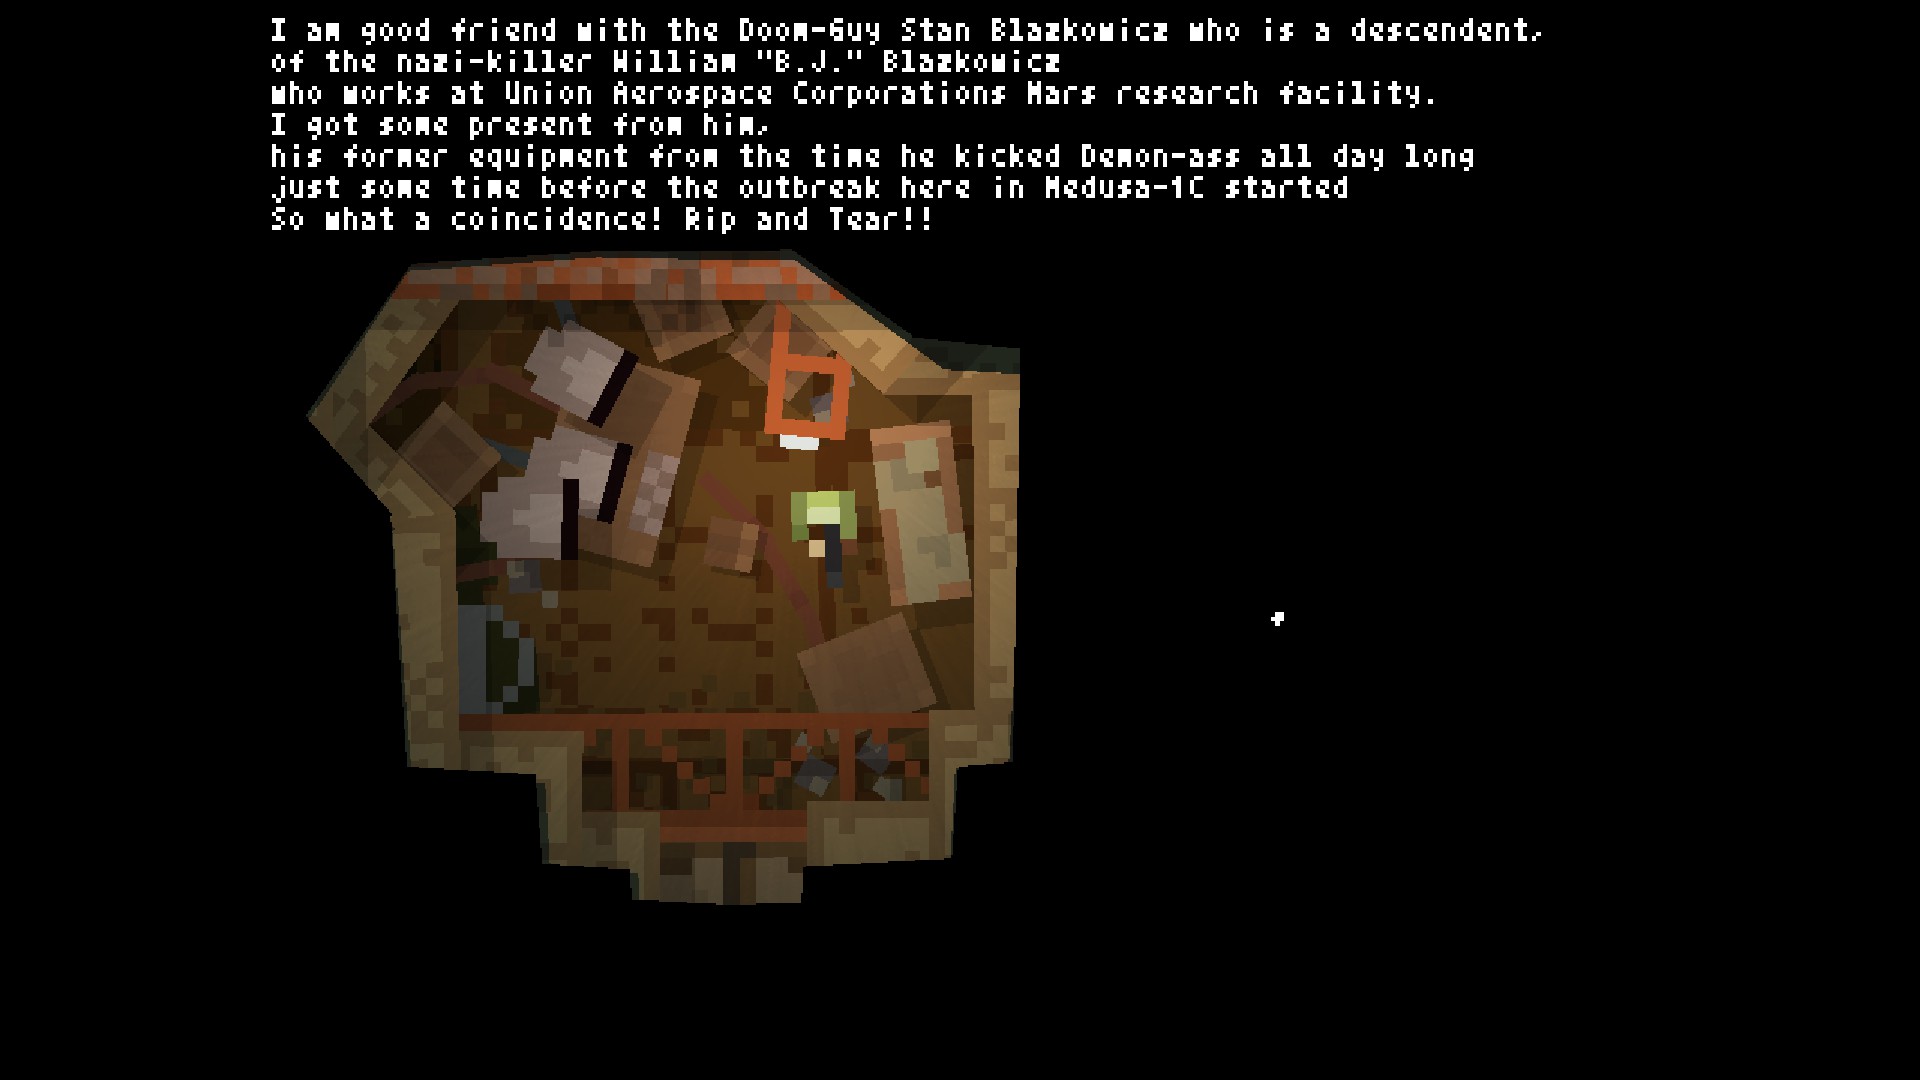 I am good friend with the Doom-Guy Stan Blazkowicz who is a descendent,
of the nazi-killer William "B.J." Blazkowicz
who works at Union Aerospace Corporations Mars research facility.
I got some present from him,
his former equipment from the time he kicked Demon-ass all day long
just some time before the outbreak here in Medusa-1C started
So what a coincidence! Rip and Tear!!